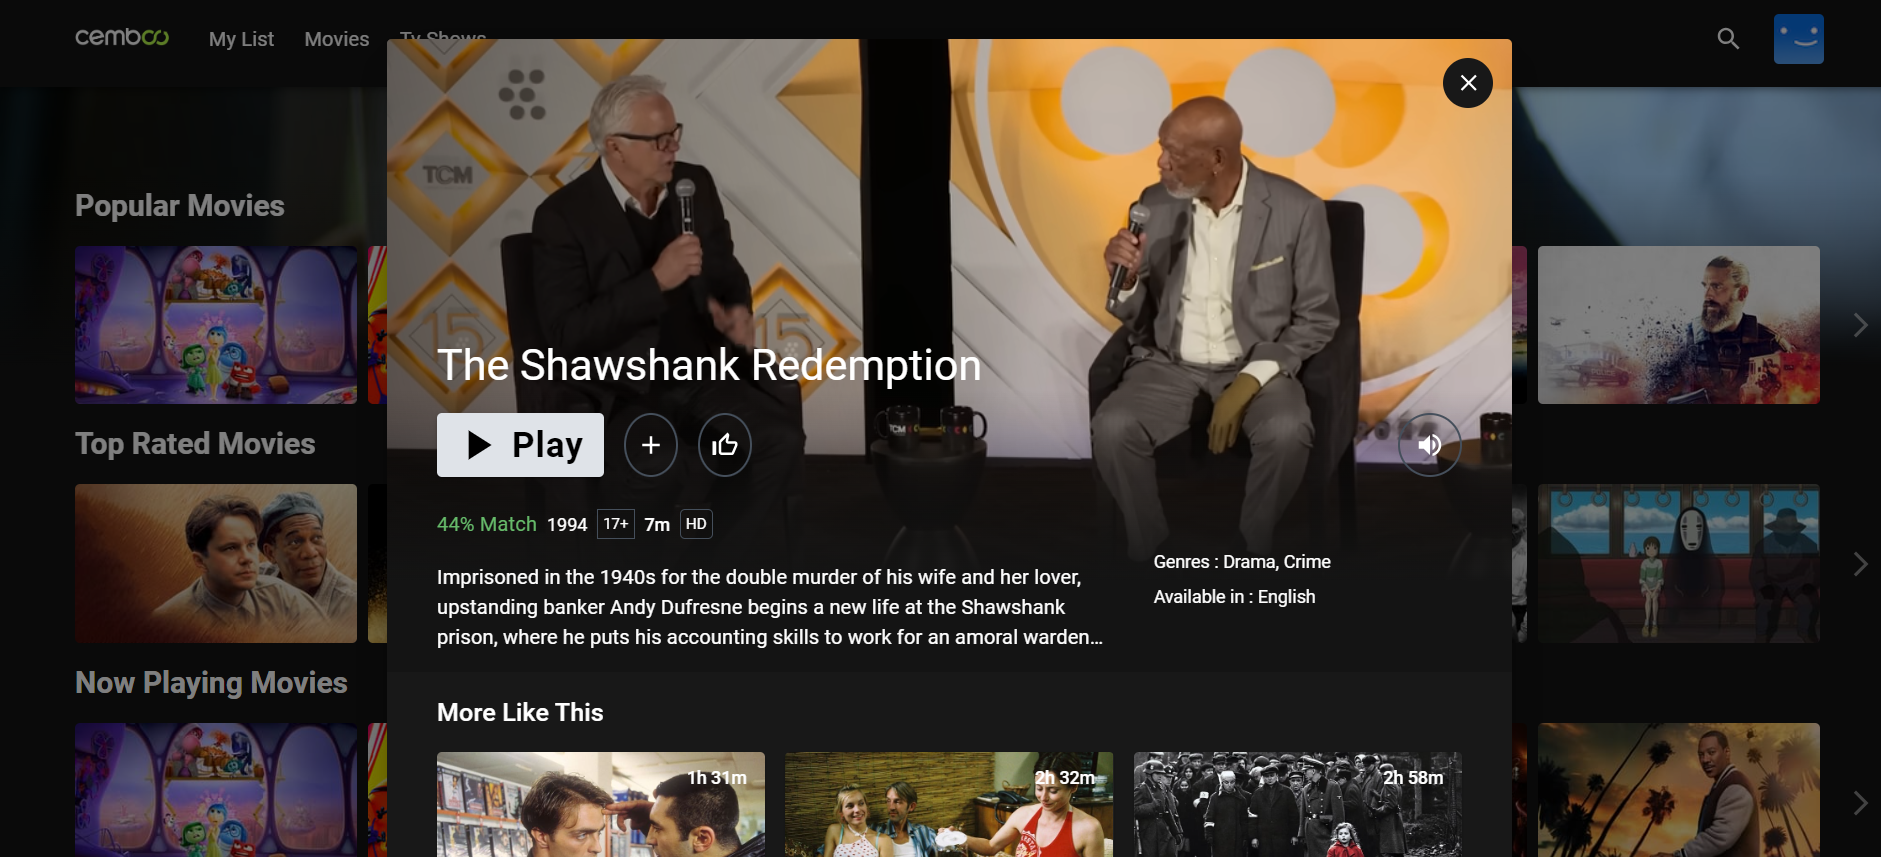 cemboo
My List
Movies
Tv Shows
TCM
15
15
TCM
Popular Movies
The Shawshank Redemption
Play
Top Rated Movies
44% Match 1994 17+ 7m HD
Genres : Drama, Crime
Imprisoned in the 1940s for the double murder of his wife and her lover,
upstanding banker Andy Dufresne begins a new life at the Shawshank
prison, where he puts his accounting skills to work for an amoral warden...
Available in : English
Now Playing Movies
More Like This
1h 31m
2h 32m
2h 58m